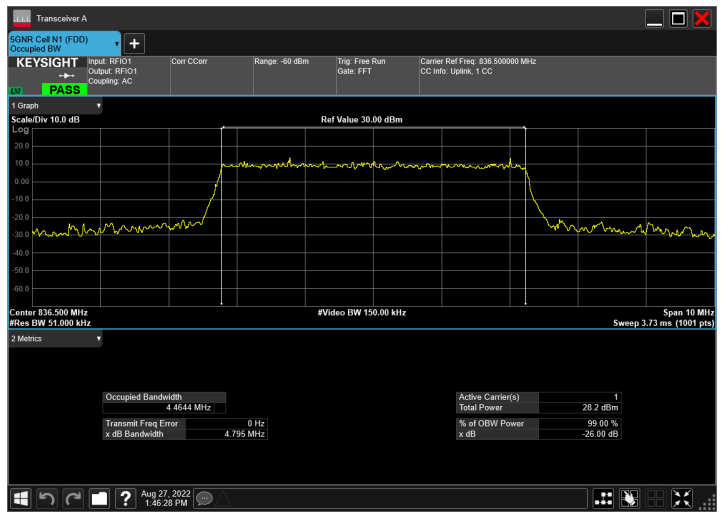 Transceiver A
5GNR Cell N1 (FDD)
Occupied BW
KEYSIGHT
LXI
PASS
Input: RFIO1
Output: RFIO1
Coupling: AC
Corr CCorr
Range: -60 dBm
Trig: Free Run
Gate: FFT
Carrier Ref Freq: 836.500000 MHz
CC Info: Uplink, 1 CC
1 Graph
Scale/Div 10.0 dB
Ref Value 30.00 dBm
Log
20.0
10.0
0.00
-10.0
-20.0
-30.0
-40.0
-50.0
-60.0
Center 836.500 MHz
#Video BW 150.00 kHz
Span 10 MHz
#Res BW 51.000 kHz
Sweep 3.73 ms (1001 pts)
2 Metrics
Occupied Bandwidth
4.4644 MHz
Transmit Freq Error 0 Hz
x dB Bandwidth 4.795 MHz
Active Carrier(s) 1
Total Power 28.2 dBm
% of OBW Power 99.00 %
x dB -26.00 dB
?
Aug 27, 2022
1:46:28 PM